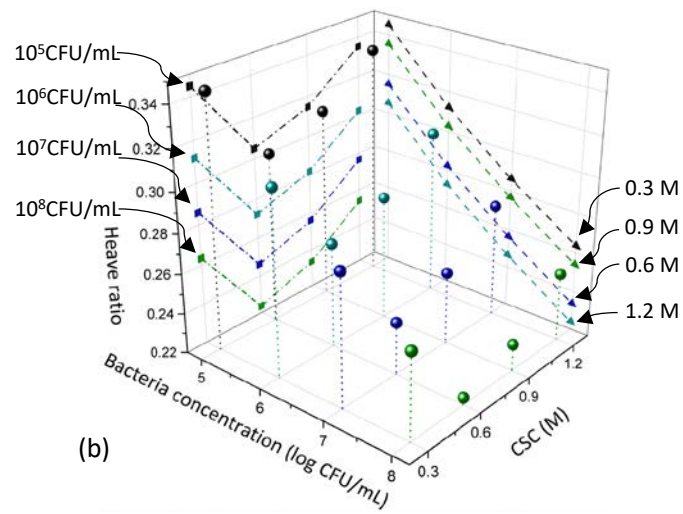 10⁵CFU/mL
10⁶CFU/mL
10⁷CFU/mL
10⁸CFU/mL
Heave ratio
0.34
0.32
0.30
0.28
0.26
0.24
0.22
5
6
7
8
Bacteria concentration (log CFU/mL)
0.3
0.6
0.9
1.2
CSC (M)
0.3 M
0.9 M
0.6 M
1.2 M
(b)